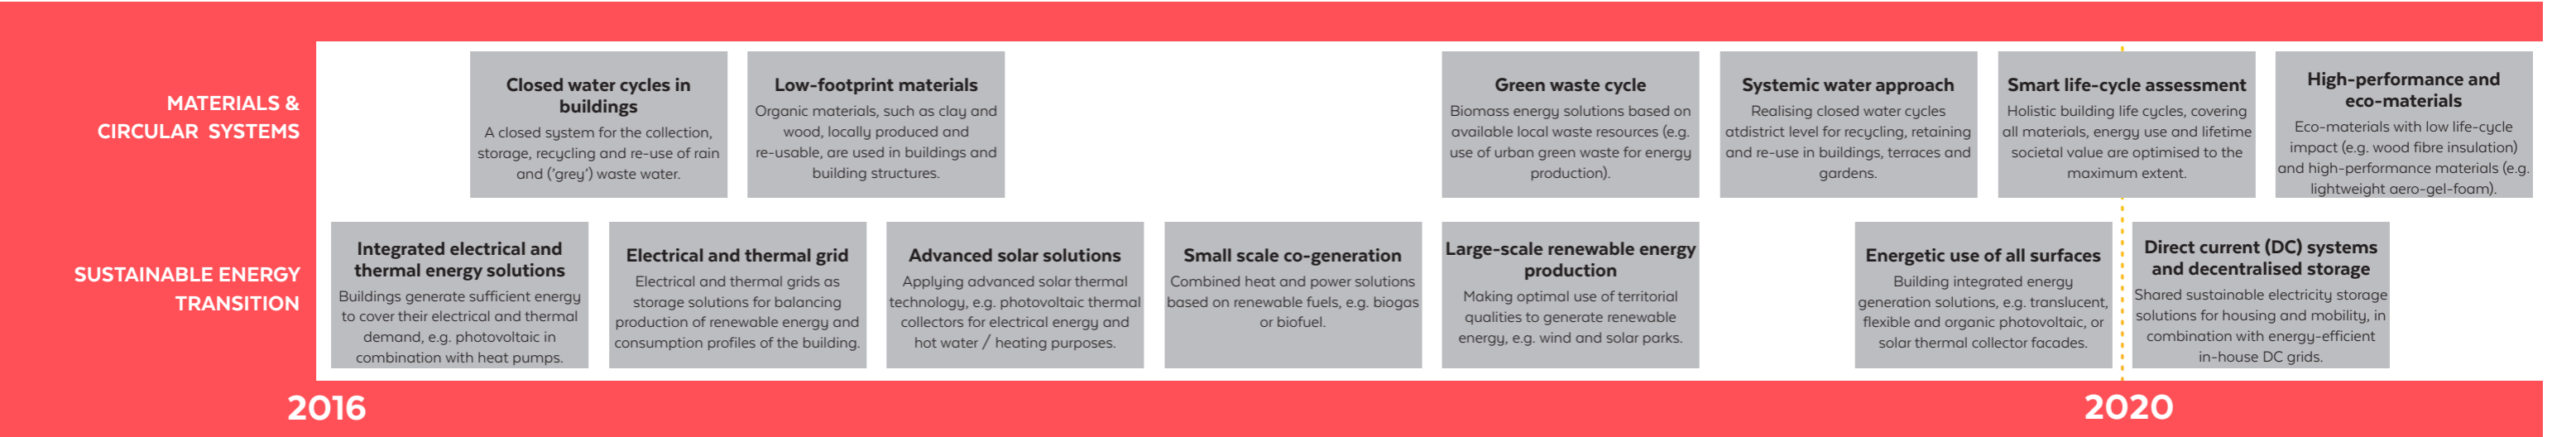 MATERIALS &
CIRCULAR SYSTEMS
Closed water cycles in
buildings
A closed system for the collection,
storage, recycling and re-use of rain
and (‘grey’) waste water.
Low-footprint materials
Organic materials, such as clay and
wood, locally produced and
re-usable, are used in buildings and
building structures.
Green waste cycle
Biomass energy solutions based on
available local waste resources (e.g.
use of urban green waste for energy
production).
Systemic water approach
Realising closed water cycles
atdistrict level for recycling, retaining
and re-use in buildings, terraces and
gardens.
Smart life-cycle assessment
Holistic building life cycles, covering
all materials, energy use and lifetime
societal value are optimised to the
maximum extent.
High-performance and
eco-materials
Eco-materials with low life-cycle
impact (e.g. wood fibre insulation)
and high-performance materials (e.g.
lightweight aero-gel-foam).
SUSTAINABLE ENERGY
TRANSITION
Integrated electrical and
thermal energy solutions
Buildings generate sufficient energy
to cover their electrical and thermal
demand, e.g. photovoltaic in
combination with heat pumps.
Electrical and thermal grid
Electrical and thermal grids as
storage solutions for balancing
production of renewable energy and
consumption profiles of the building.
Advanced solar solutions
Applying advanced solar thermal
technology, e.g. photovoltaic thermal
collectors for electrical energy and
hot water / heating purposes.
Small scale co-generation
Combined heat and power solutions
based on renewable fuels, e.g. biogas
or biofuel.
Large-scale renewable energy
production
Making optimal use of territorial
qualities to generate renewable
energy, e.g. wind and solar parks.
Energetic use of all surfaces
Building integrated energy
generation solutions, e.g. translucent,
flexible and organic photovoltaic, or
solar thermal collector facades.
Direct current (DC) systems
and decentralised storage
Shared sustainable electricity storage
solutions for housing and mobility, in
combination with energy-efficient
in-house DC grids.
2016
2020